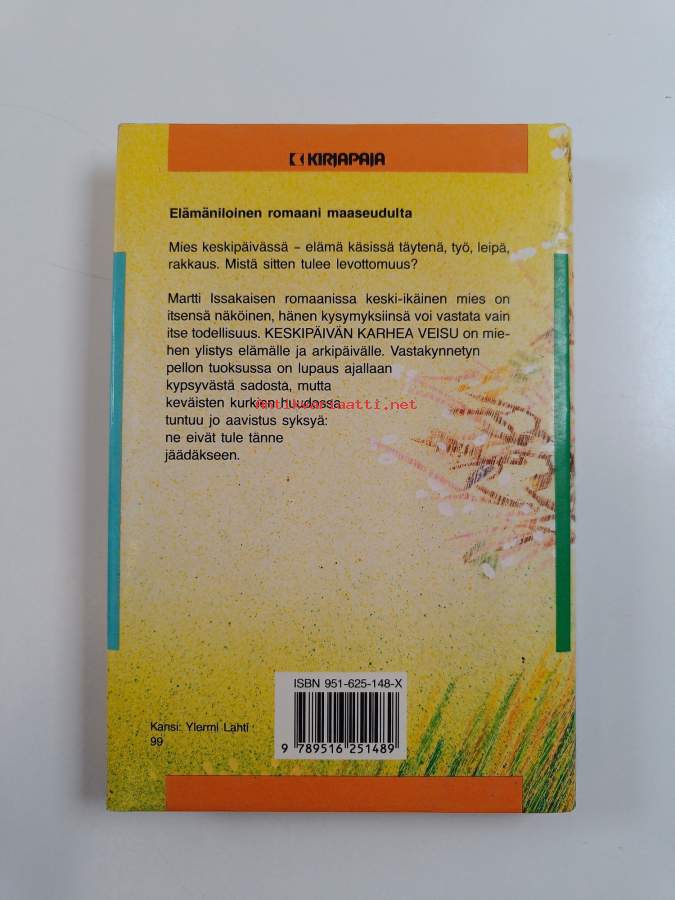 KIRJAPAJA
Elämäniloinen romaani maaseudulta
Mies keskipäivässä – elämä käsissä täytenä, työ, leipä,
rakkaus. Mistä sitten tulee levottomuus?
Martti Issakaisen romaanissa keski-ikäinen mies on
itsensä näköinen, hänen kysymyksiinsä voi vastata vain
itse todellisuus. KESKIPÄIVÄN KARHEA VEISU on mie-
hen ylistys elämälle ja arkipäivälle. Vastakynnetyn
pellon tuoksussa on lupaus ajallaan
kypsyvästä sadosta, mutta
keväisten kurkien
Antikvariaatti.net
tuntuu jo aavistus syksyä:
ne eivät tule tänne
jäädäkseen.
ISBN 951-625-148-X
Kansi: Ylermi Lahti
99
9 789516 251489